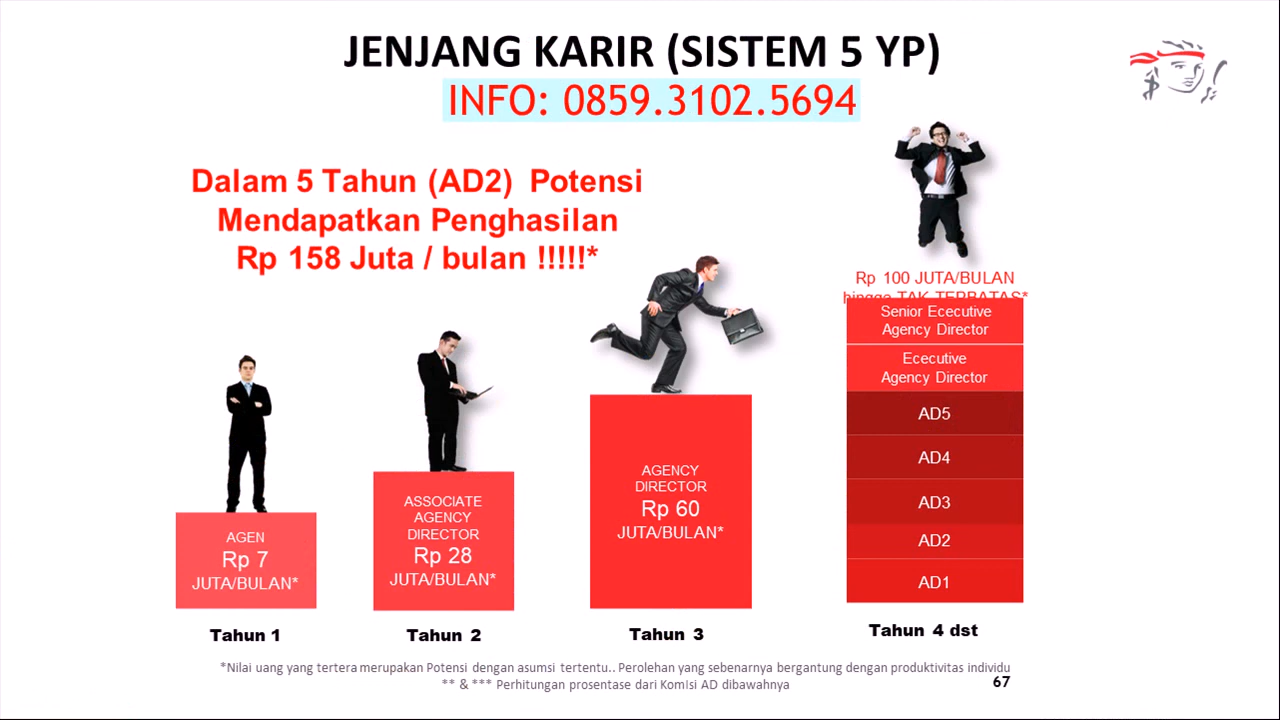 JENJANG KARIR (SISTEM 5 YP)
INFO: 0859.3102.5694
Dalam 5 Tahun (AD2) Potensi
Mendapatkan Penghasilan
Rp 158 Juta / bulan !!!!!*
Rp 100 JUTA/BULAN
hingga TAK TERBATAS*
Senior Ececutive
Agency Director
Ececutive
Agency Director
AD5
AD4
AD3
AD2
AD1
AGENCY
DIRECTOR
Rp 60
JUTA/BULAN*
ASSOCIATE
AGENCY
DIRECTOR
Rp 28
JUTA/BULAN*
AGEN
Rp 7
JUTA/BULAN*
Tahun 1
Tahun 2
Tahun 3
Tahun 4 dst
*Nilai uang yang tertera merupakan Potensi dengan asumsi tertentu.. Perolehan yang sebenarnya bergantung dengan produktivitas individu
** & *** Perhitungan prosentase dari Komisi AD dibawahnya
67